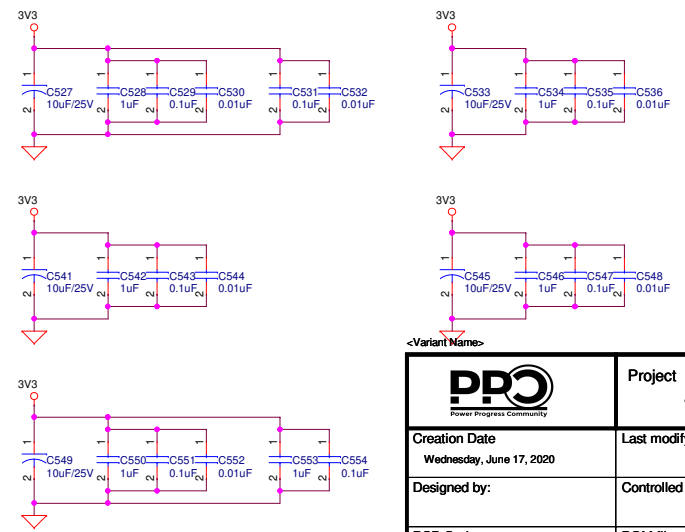 3V3
3V3
1 1 1 1 1 1
C527 C528 C529 C530 C531 C532
10uF/25V 1uF 0.1uF 0.01uF 0.1uF 0.01uF
2 2 2 2 2 2
1 1 1 1
C533 C534 C535 C536
10uF/25V 1uF 0.1uF 0.01uF
2 2 2 2
3V3
3V3
1 1 1 1
C541 C542 C543 C544
10uF/25V 1uF 0.1uF 0.01uF
2 2 2 2
1 1 1 1
C545 C546 C547 C548
10uF/25V 1uF 0.1uF 0.01uF
2 2 2 2
<Variant Name>
3V3
1 1 1 1 1 1
C549 C550 C551 C552 C553 C554
10uF/25V 1uF 0.1uF 0.01uF 1uF 0.1uF
2 2 2 2 2 2
PPC
Power Progress Community
Project
Creation Date
Wednesday, June 17, 2020
Last modify
Designed by:
Controlled